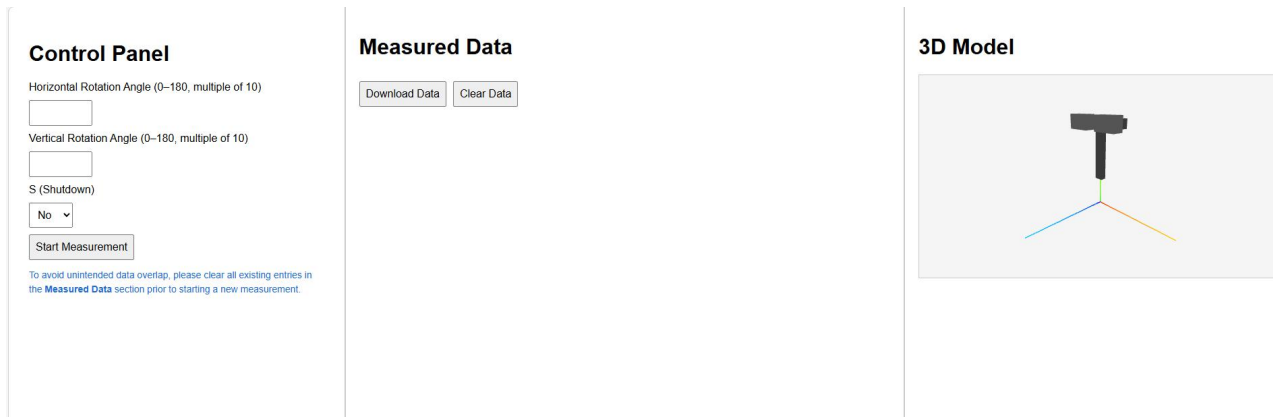 Control Panel
Horizontal Rotation Angle (0–180, multiple of 10)
Vertical Rotation Angle (0–180, multiple of 10)
S (Shutdown)
No
Start Measurement
To avoid unintended data overlap, please clear all existing entries in
the Measured Data section prior to starting a new measurement.
Measured Data
Download Data Clear Data
3D Model